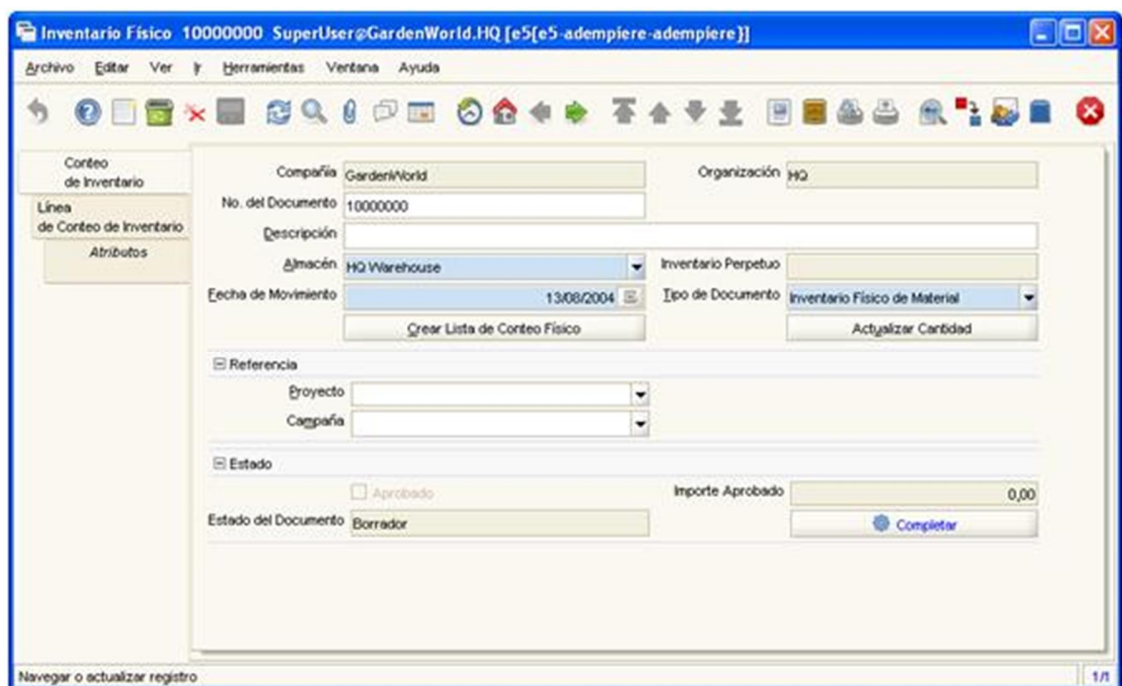 Inventario Físico 10000000 SuperUser@GardenWorld.HQ [e5{e5-adempiere-adempiere}]
Archivo Editar Ver Ir Herramientas Ventana Ayuda
Conteo
de Inventario
Línea
de Conteo de Inventario
Atributos
Compañía GardenWorld Organización HQ
No. del Documento 10000000
Descripción
Almacén HQ Warehouse Inventario Perpetuo
Fecha de Movimiento 13/08/2004 Tipo de Documento Inventario Físico de Material
Crear Lista de Conteo Físico Actualizar Cantidad
Referencia
Proyecto
Campaña
Estado
Aprobado Importe Aprobado 0,00
Estado del Documento Borrador Completar
Navegar o actualizar registro 1/1